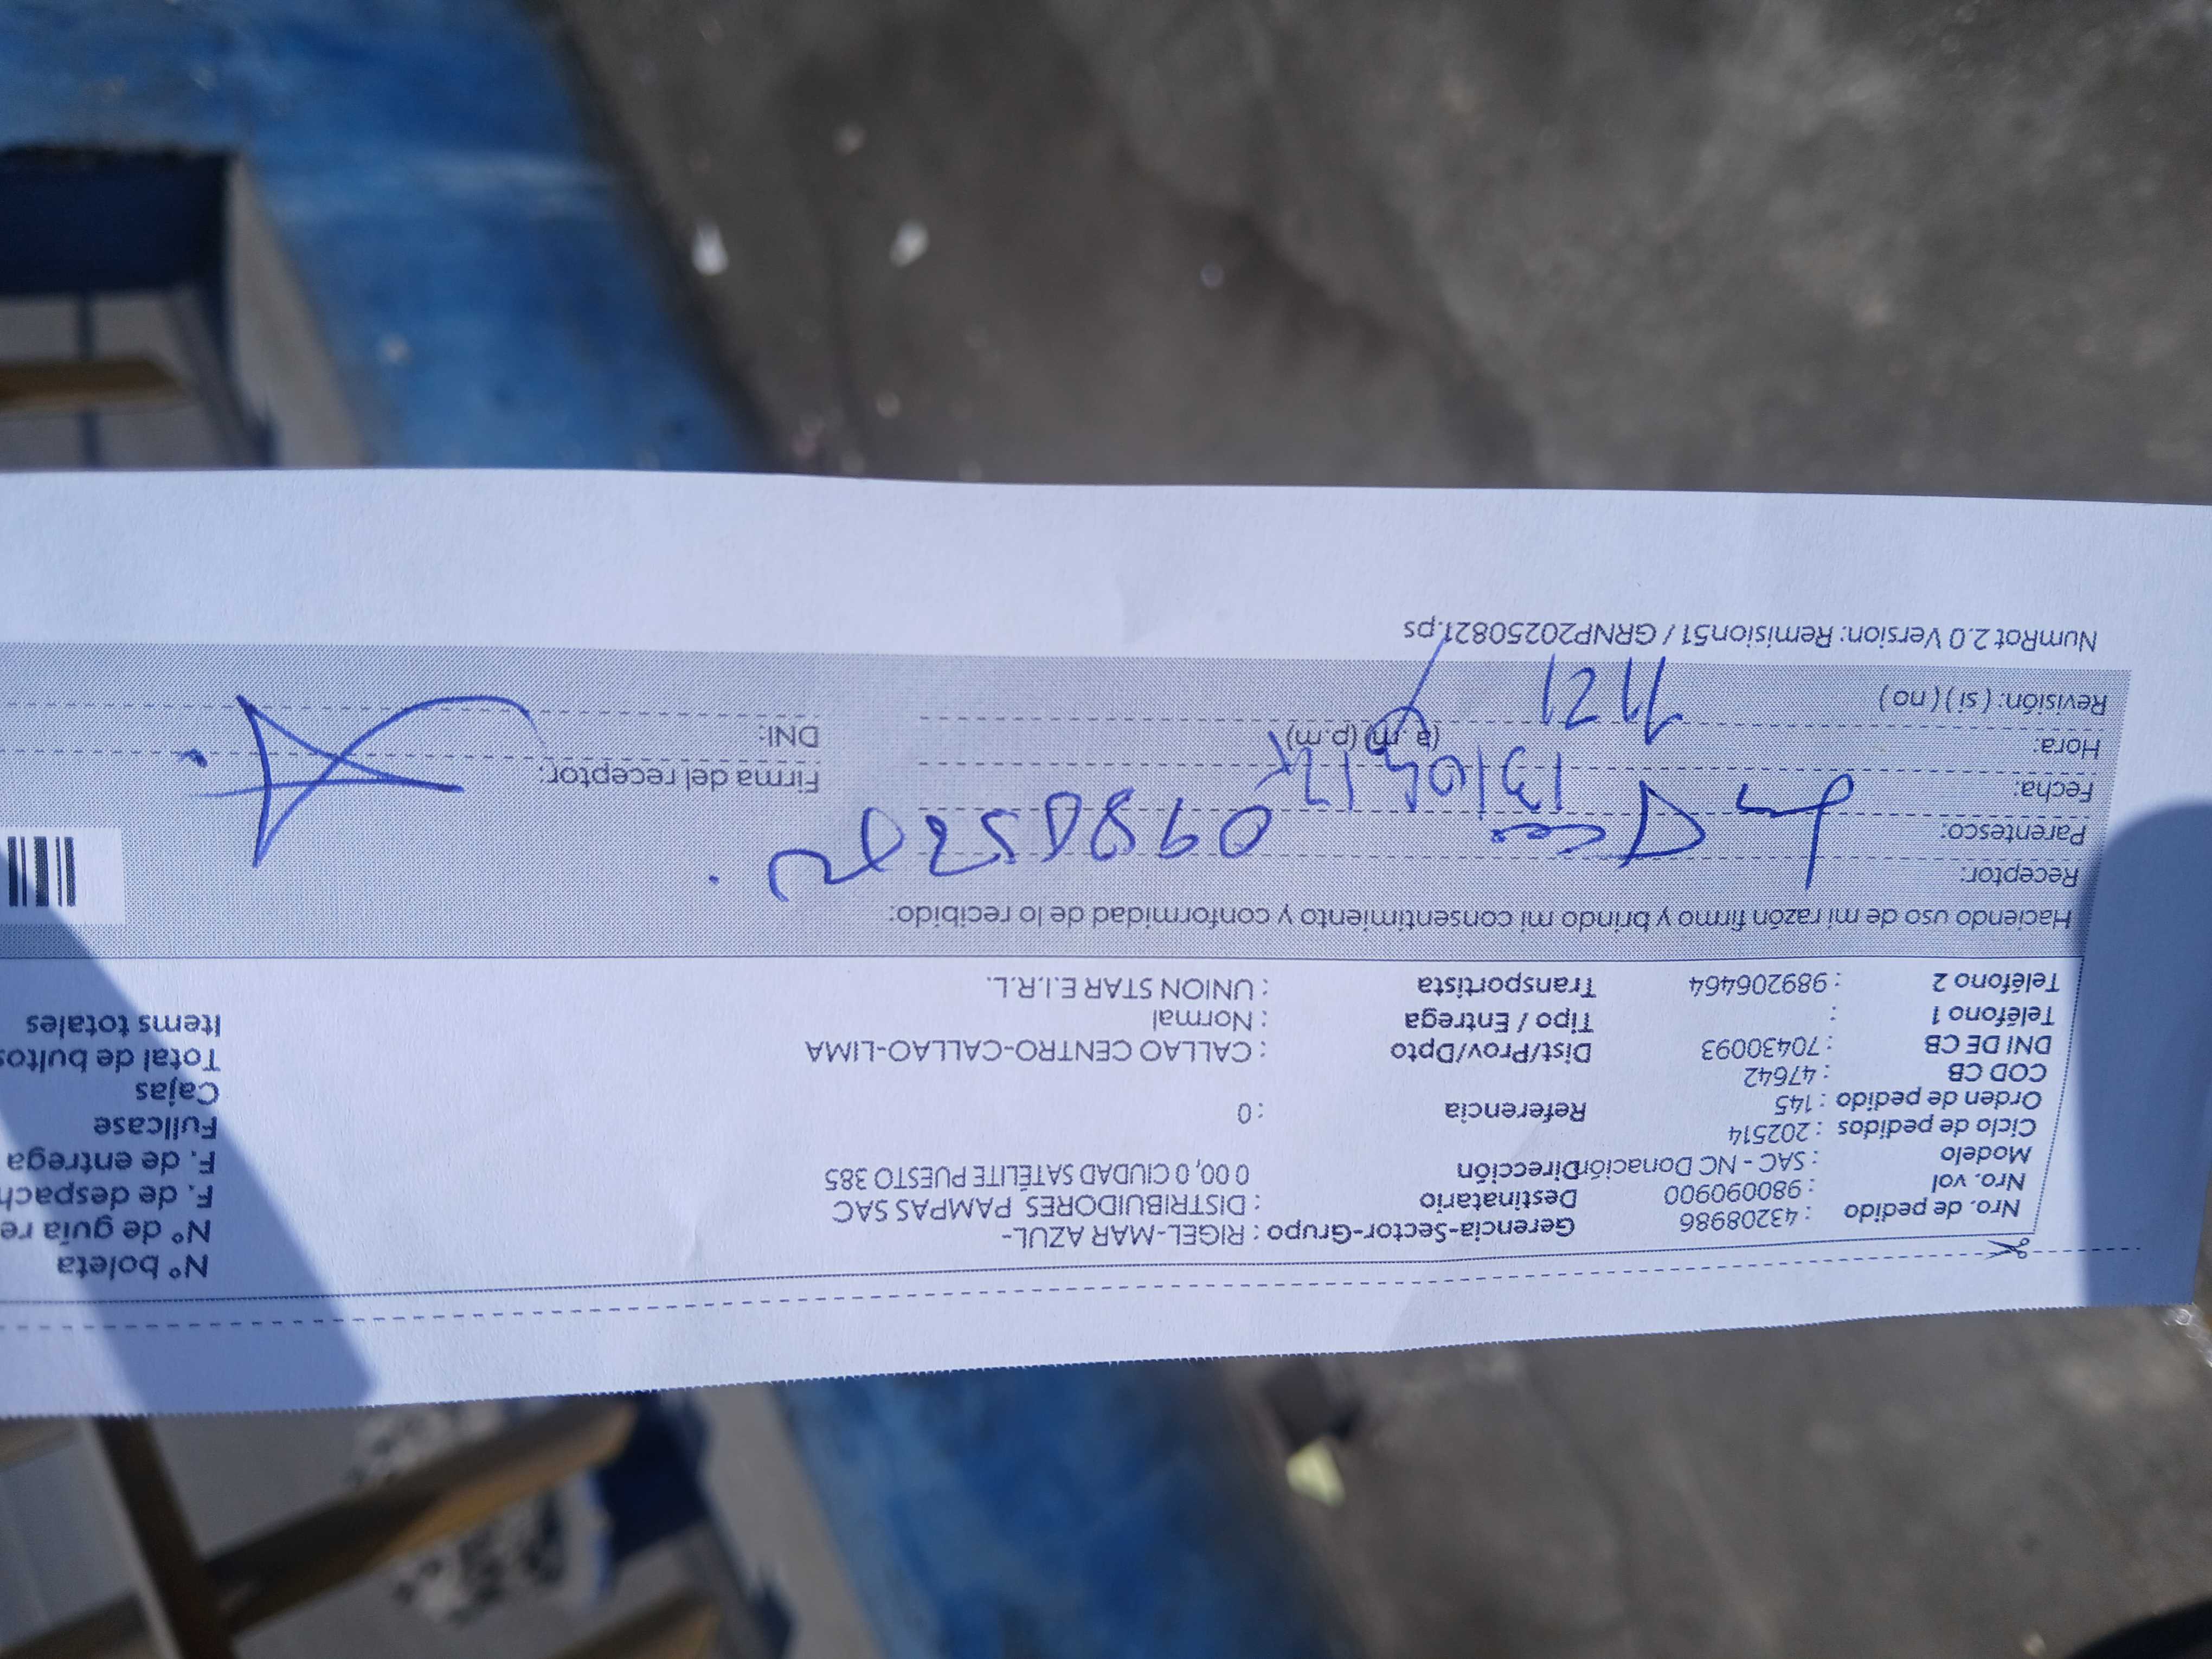 Nro. de pedido : 43208986
Nro. vol : 980090900
Modelo : SAC - NC Donación
Ciclo de pedidos : 202514
Orden de pedido : 145
COD CB : 47642
DNI DE CB : 70430093
Teléfono 1 :
Teléfono 2 : 989206464
Gerencia-Sector-Grupo : RIGEL-MAR AZUL-
Destinatario : DISTRIBUIDORES PAMPAS SAC
Dirección 0 00, 0 CIUDAD SATÉLITE PUESTO 385
Referencia : 0
Dist/Prov/Dpto : CALLAO CENTRO-CALLAO-LIMA
Tipo / Entrega : Normal
Transportista : UNION STAR E.I.R.L.
N° boleta
N° de guía re
F. de despach
F. de entrega
Fullcase
Cajas
Total de bultos
Items totales
Haciendo uso de mi razón firmo y brindo mi consentimiento y conformidad de lo recibido:
Receptor:
Parentesco:
Fecha:
Hora: (a.m) (p.m)
Revisión: ( si ) ( no )
1121
Firma del receptor:
DNI:
NumRot 2.0 Version: Remision51 / GRNP20250821.ps